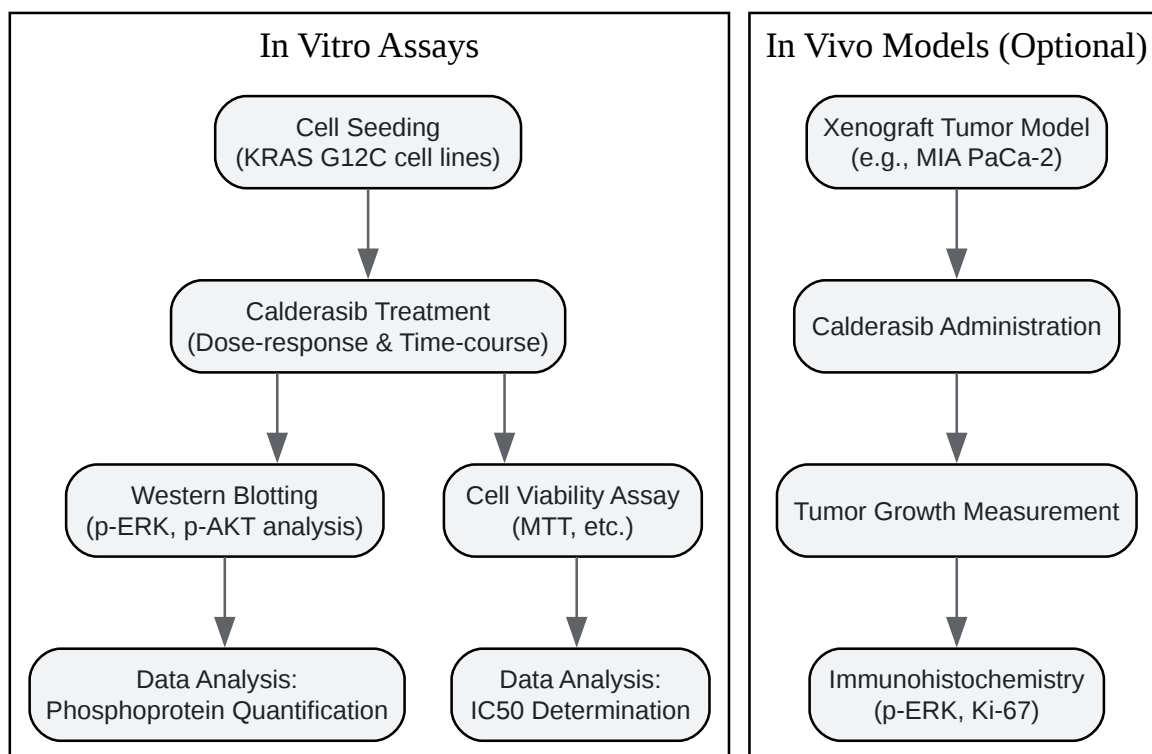 In Vitro Assays
Cell Seeding
(KRAS G12C cell lines)
Calderasib Treatment
(Dose-response & Time-course)
Western Blotting
(p-ERK, p-AKT analysis)
Cell Viability Assay
(MTT, etc.)
Data Analysis:
Phosphoprotein Quantification
Data Analysis:
IC50 Determination
In Vivo Models (Optional)
Xenograft Tumor Model
(e.g., MIA PaCa-2)
Calderasib Administration
Tumor Growth Measurement
Immunohistochemistry
(p-ERK, Ki-67)